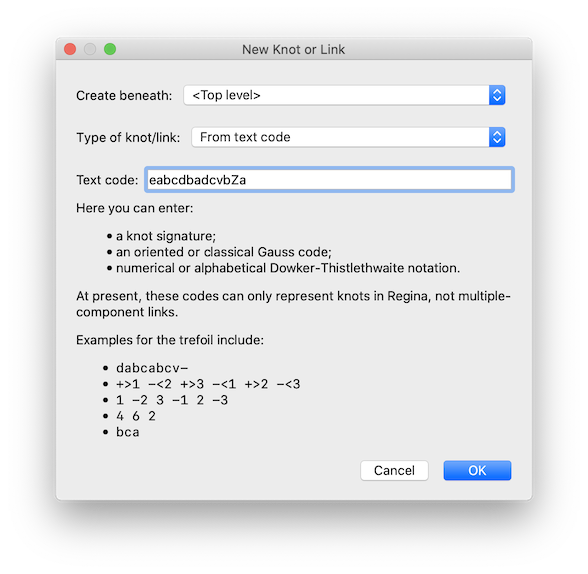 New Knot or Link
Create beneath: <Top level>
Type of knot/link: From text code
Text code: eabcdbadcvbZa
Here you can enter:
• a knot signature;
• an oriented or classical Gauss code;
• numerical or alphabetical Dowker-Thistlethwaite notation.
At present, these codes can only represent knots in Regina, not multiple-
component links.
Examples for the trefoil include:
• dabcabcv-
• +>1 -<2 +>3 -<1 +>2 -<3
• 1 -2 3 -1 2 -3
• 4 6 2
• bca
Cancel OK